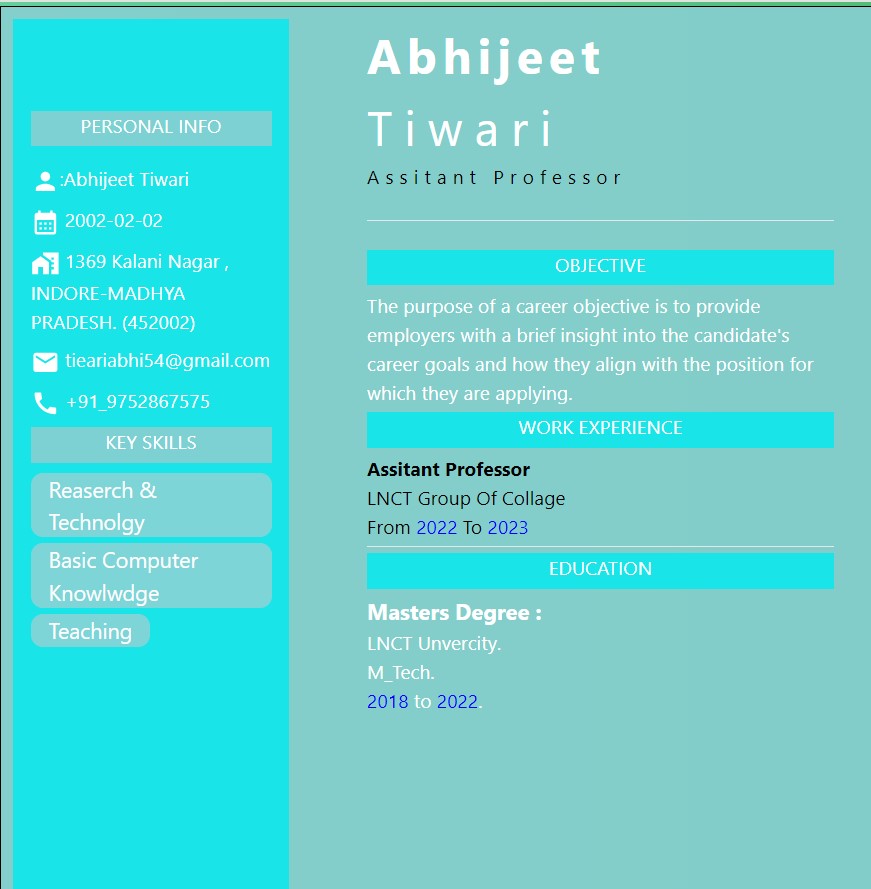 PERSONAL INFO
:Abhijeet Tiwari
2002-02-02
1369 Kalani Nagar ,
INDORE-MADHYA
PRADESH. (452002)
tieariabhi54@gmail.com
+91_9752867575
KEY SKILLS
Reaserch &
Technolgy
Basic Computer
Knowlwdge
Teaching
Abhijeet
Tiwari
Assitant Professor
OBJECTIVE
The purpose of a career objective is to provide
employers with a brief insight into the candidate's
career goals and how they align with the position for
which they are applying.
WORK EXPERIENCE
Assitant Professor
LNCT Group Of Collage
From 2022 To 2023
EDUCATION
Masters Degree :
LNCT Unvercity.
M_Tech.
2018 to 2022.